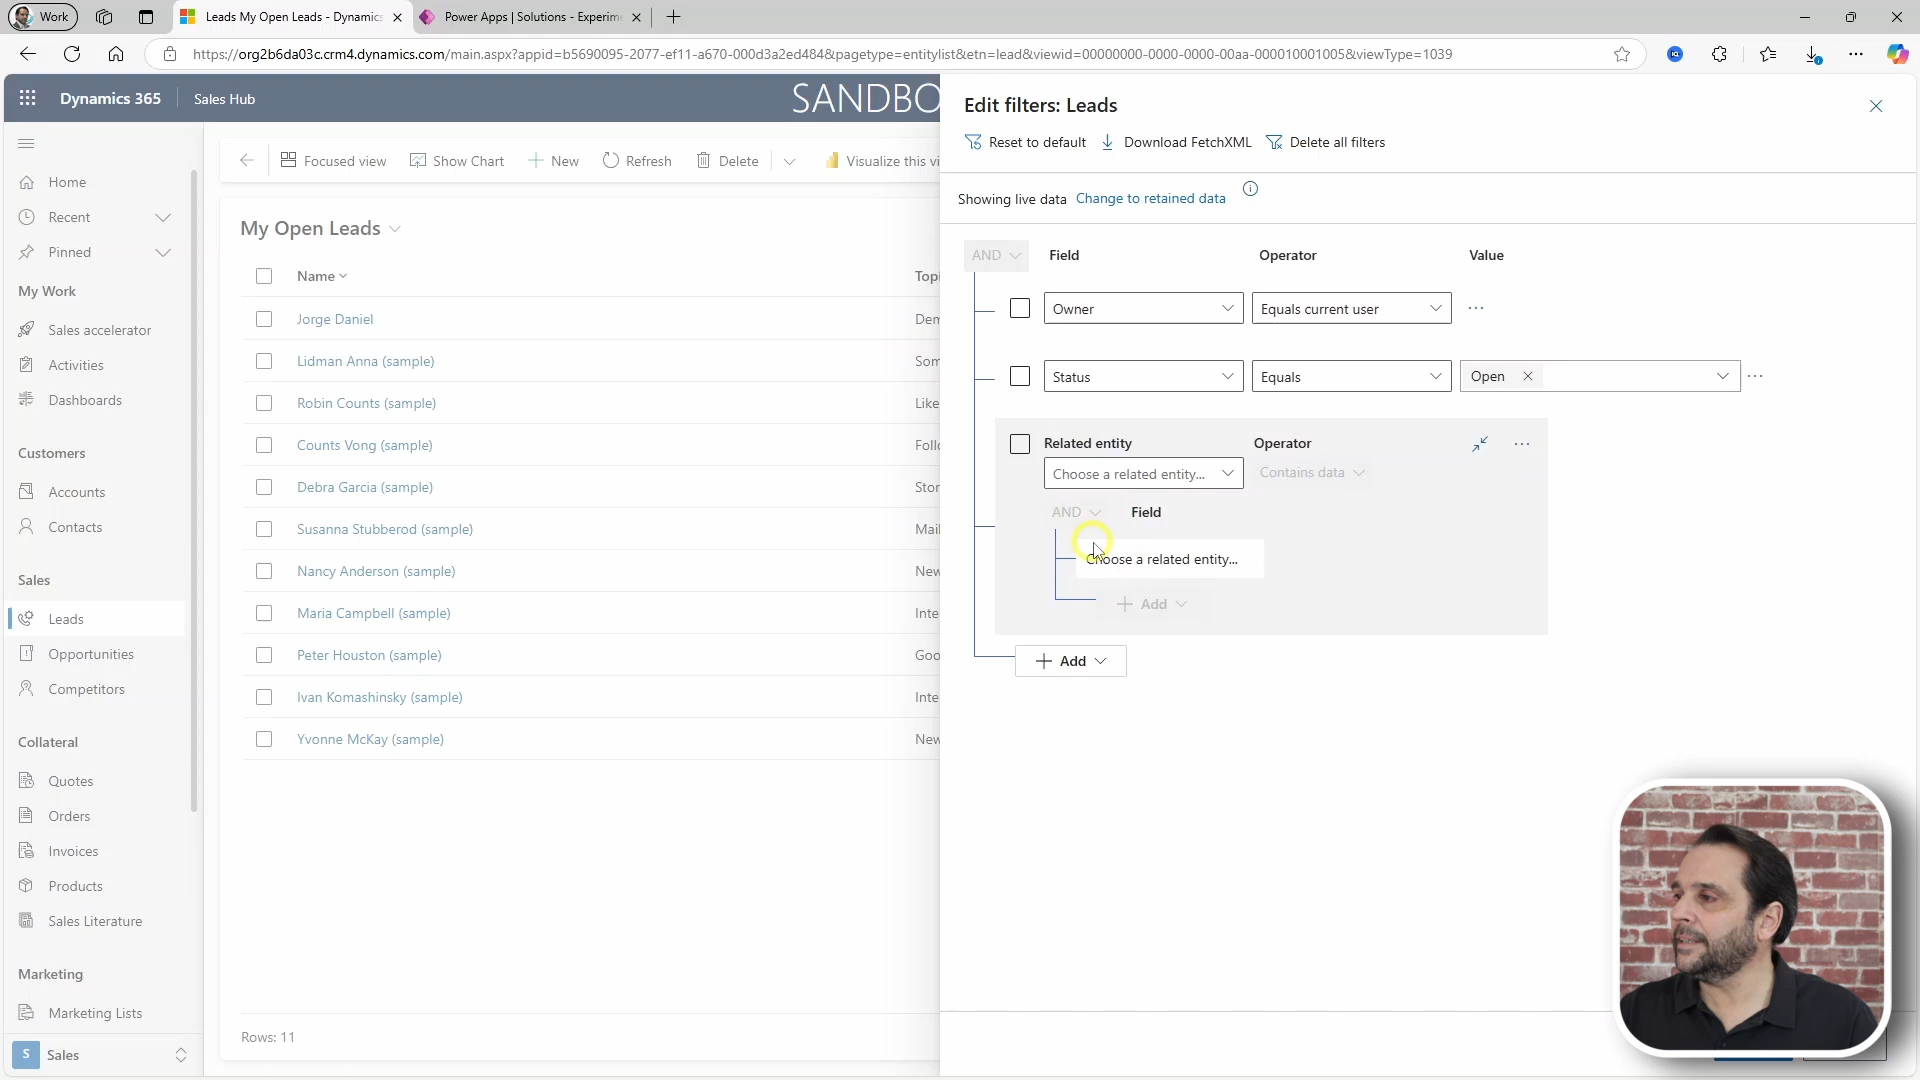 Work
Leads My Open Leads - Dynamics
Power Apps | Solutions - Experim
https://org2b6da03c.crm4.dynamics.com/main.aspx?appid=b5690095-2077-ef11-a670-000d3a2ed484&pagetype=entitylist&etn=lead&viewid=00000000-0000-0000-00aa-000010001005&viewType=1039
Dynamics 365
Sales Hub
SANDBO
Home
Recent
Pinned
My Work
Sales accelerator
Activities
Dashboards
Customers
Accounts
Contacts
Sales
Leads
Opportunities
Competitors
Collateral
Quotes
Orders
Invoices
Products
Sales Literature
Marketing
Marketing Lists
S Sales
Focused view
Show Chart
New
Refresh
Delete
Visualize this vi
My Open Leads
Name
Topi
Jorge Daniel
Dem
Lidman Anna (sample)
Som
Robin Counts (sample)
Like
Counts Vong (sample)
Follo
Debra Garcia (sample)
Stor
Susanna Stubberod (sample)
Mail
Nancy Anderson (sample)
New
Maria Campbell (sample)
Inte
Peter Houston (sample)
Goo
Ivan Komashinsky (sample)
Inte
Yvonne McKay (sample)
New
Rows: 11
Edit filters: Leads
Reset to default
Download FetchXML
Delete all filters
Showing live data Change to retained data
AND
Field
Operator
Value
Owner
Equals current user
Status
Equals
Open
Related entity
Operator
Choose a related entity...
Contains data
AND
Field
Choose a related entity...
Add
Add